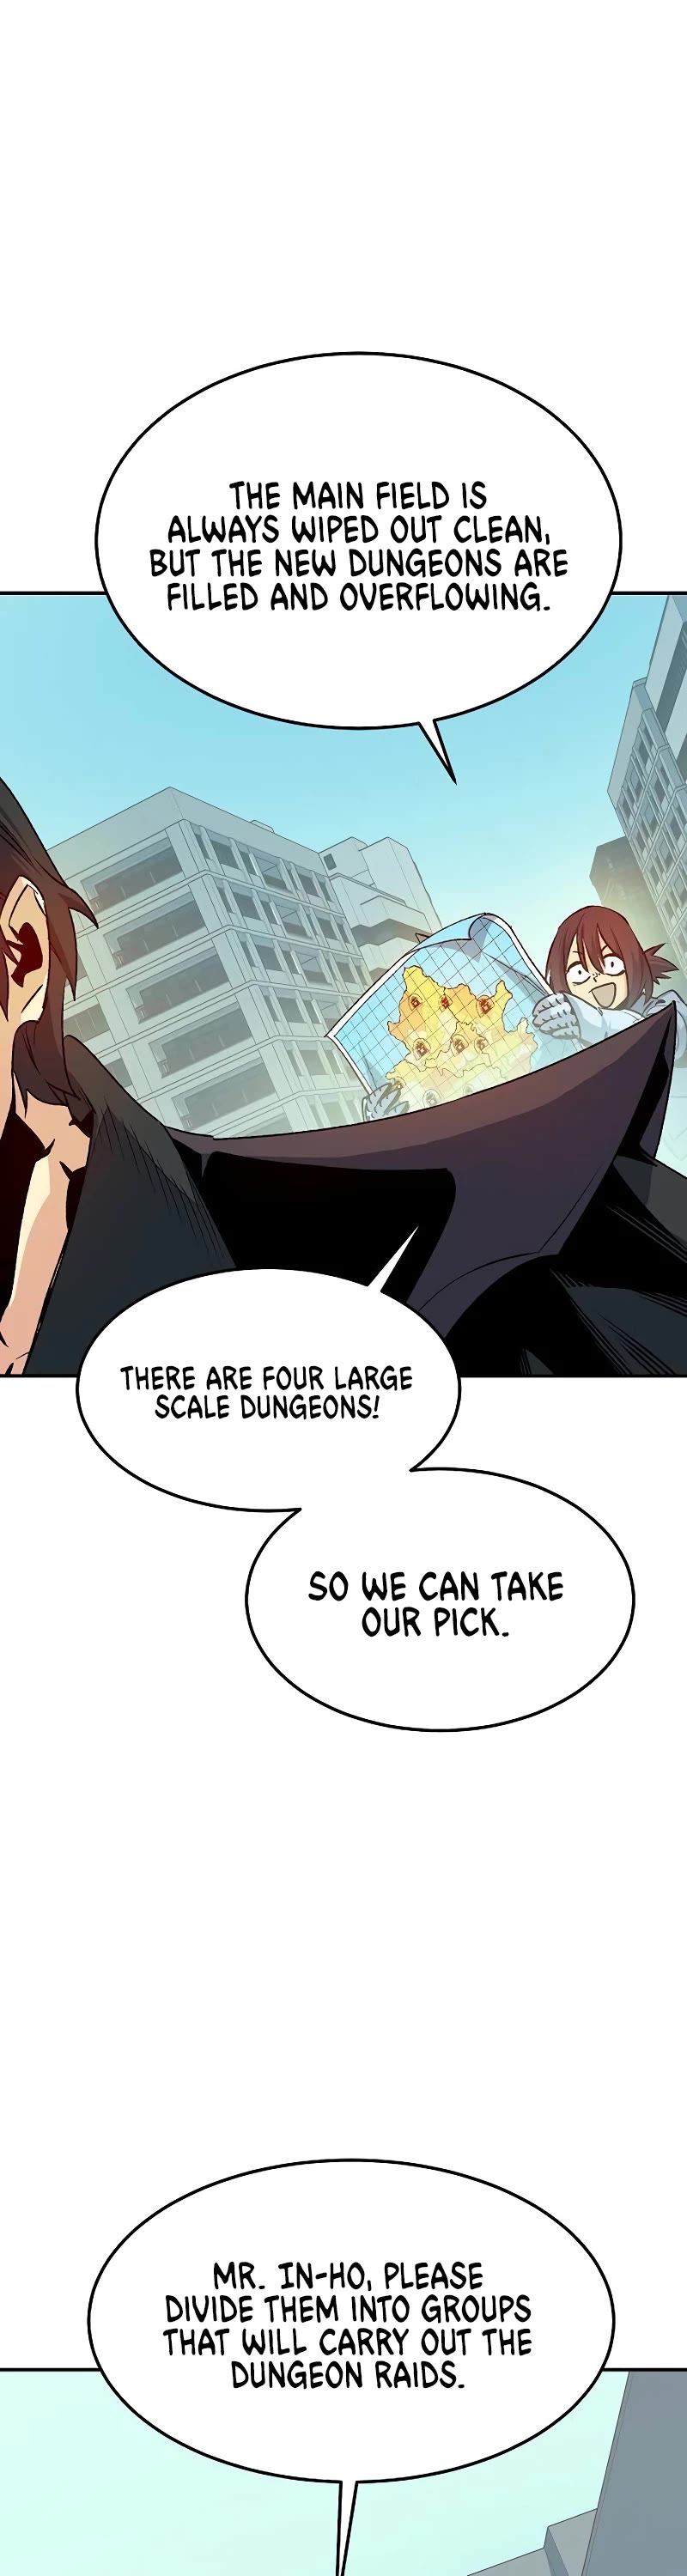 THE MAIN FIELD IS
ALWAYS WIPED OUT CLEAN,
BUT THE NEW DUNGEONS ARE
FILLED AND OVERFLOWING.
THERE ARE FOUR LARGE
SCALE DUNGEONS!
SO WE CAN TAKE
OUR PICK.
MR. IN-HO, PLEASE
DIVIDE THEM INTO GROUPS
THAT WILL CARRY OUT THE
DUNGEON RAIDS.